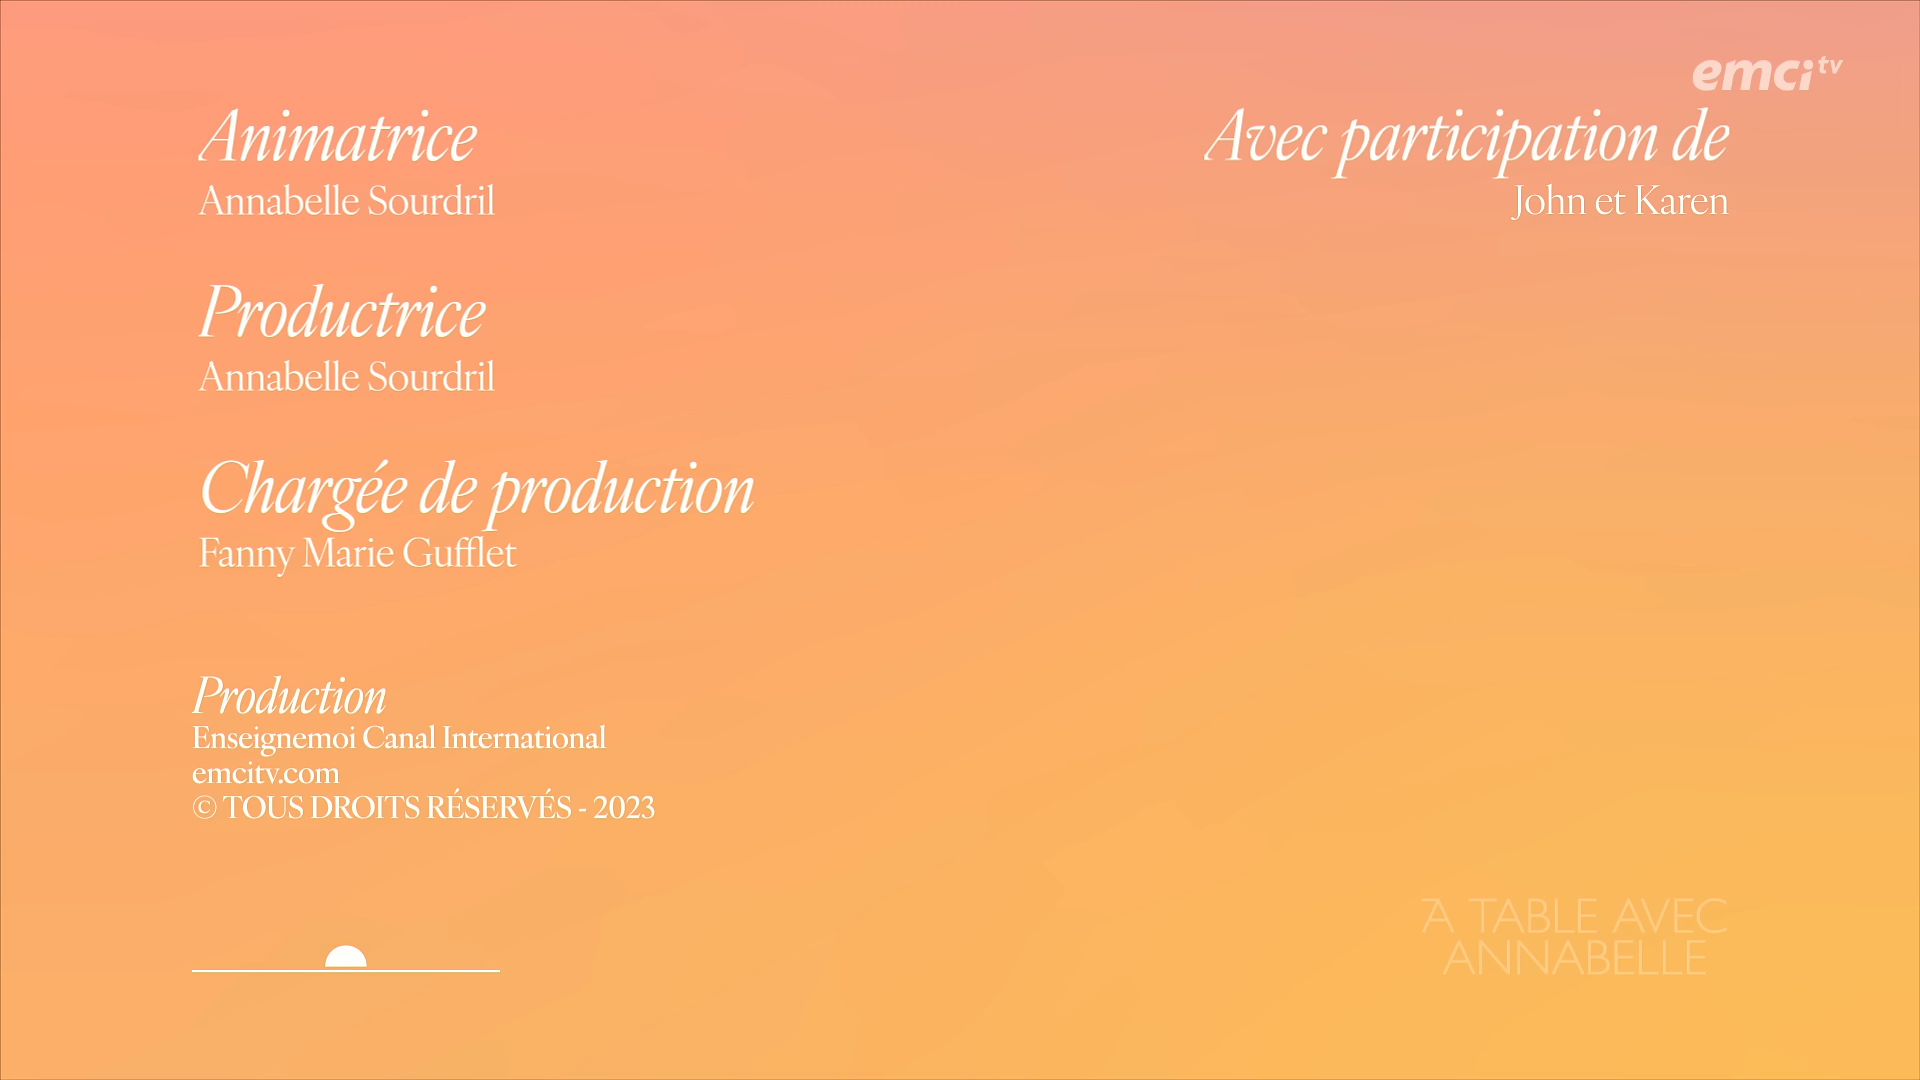 emci tv
Animatrice
Annabelle Sourdril
Avec participation de
John et Karen
Productrice
Annabelle Sourdril
Chargée de production
Fanny Marie Gufflet
Production
Enseignemoi Canal International
emcitv.com
© TOUS DROITS RÉSERVÉS - 2023
A TABLE AVEC
ANNABELLE